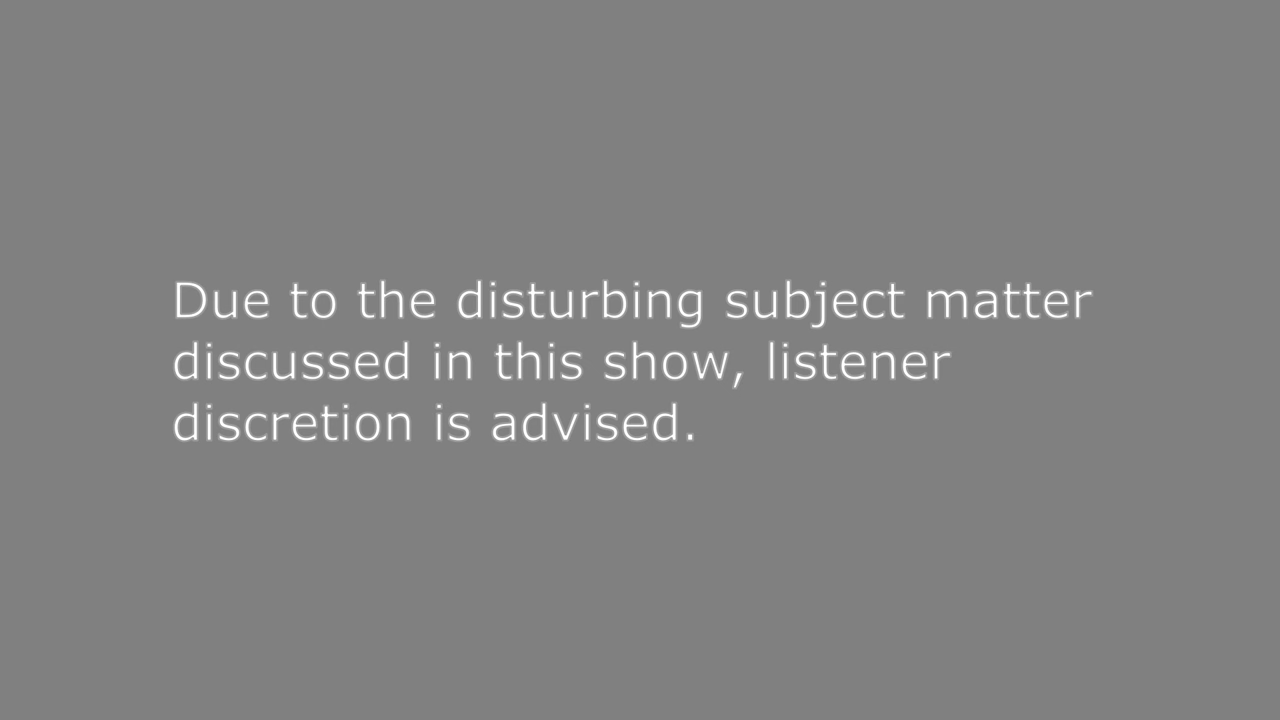 Due to the disturbing subject matter
discussed in this show, listener
discretion is advised.